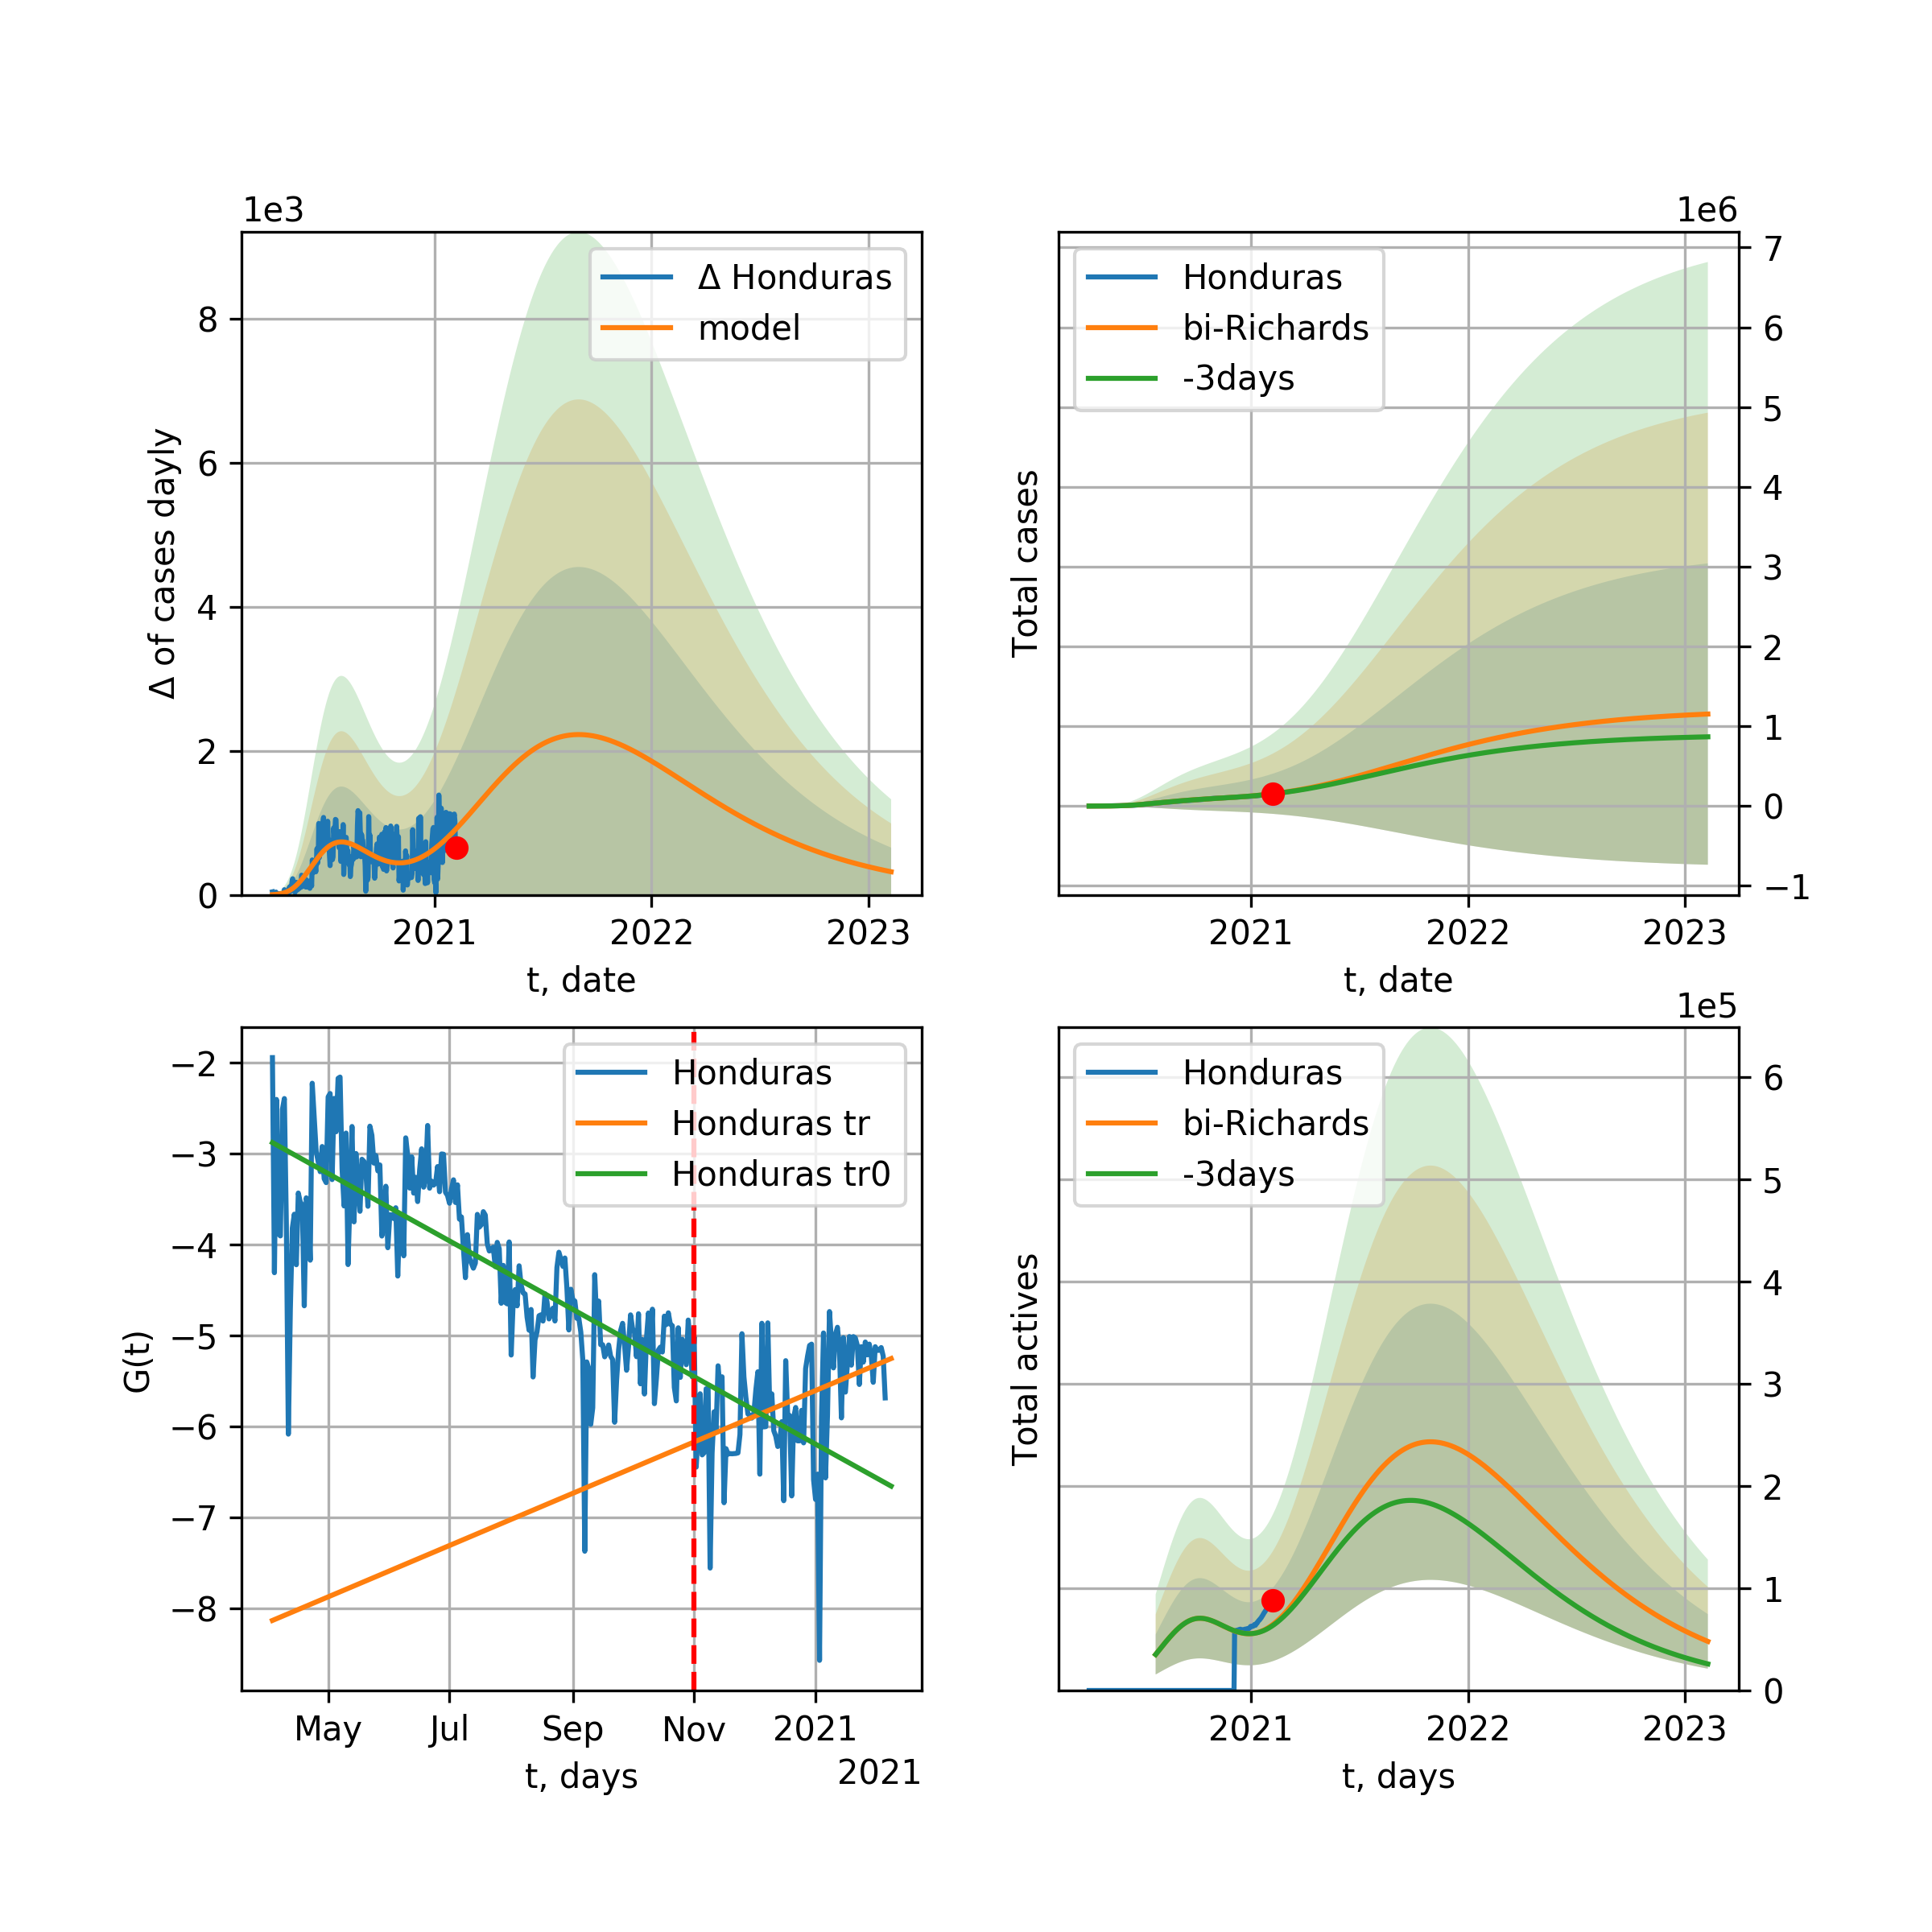 1e3
Δ Honduras
model
8
6
4
2
0
Δ of cases dayly
2021 2022 2023
t, date
1e6
Honduras
bi-Richards
-3days
7
6
5
4
3
2
1
0
−1
Total cases
2021 2022 2023
t, date
Honduras
Honduras tr
Honduras tr0
−2
−3
−4
−5
−6
−7
−8
G(t)
May Jul Sep Nov 2021
2021
t, days
1e5
Honduras
bi-Richards
-3days
6
5
4
3
2
1
0
Total actives
2021 2022 2023
t, days